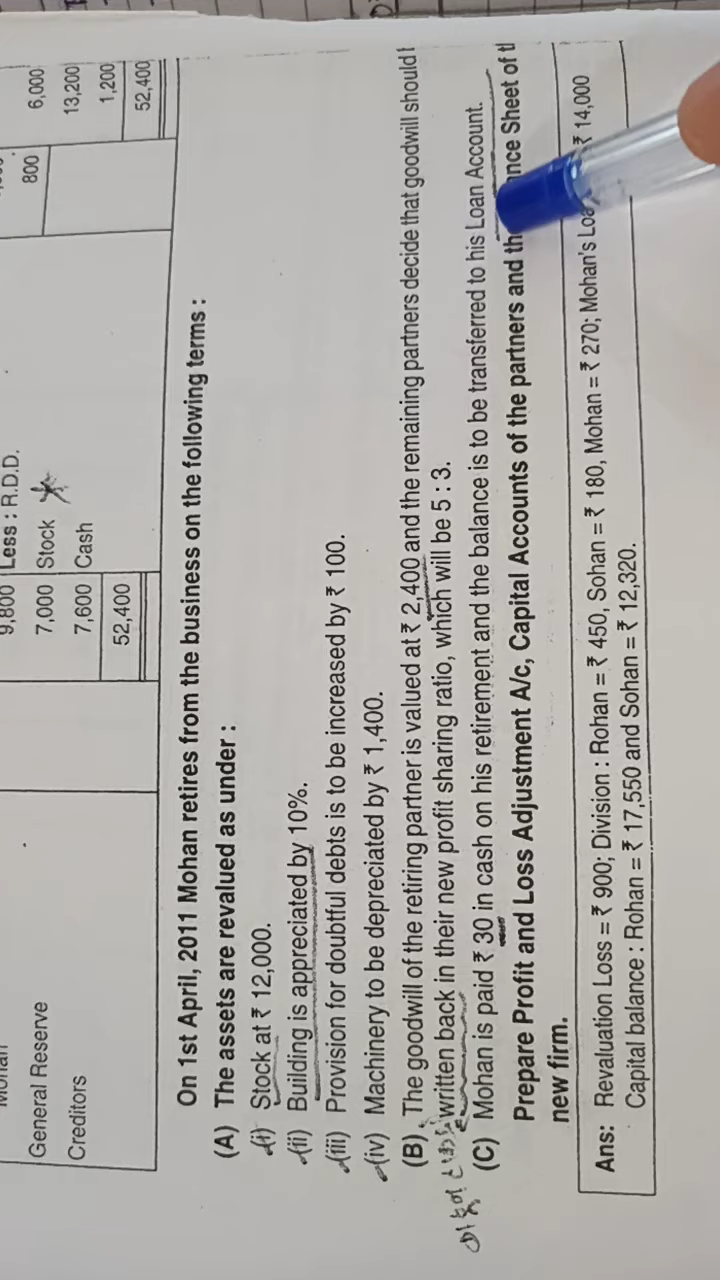 9,800 Less : R.D.D. 800 6,000
General Reserve 7,000 Stock 13,200
Creditors 7,600 Cash 1,200
52,400 52,400
On 1st April, 2011 Mohan retires from the business on the following terms :
(A) The assets are revalued as under :
(i) Stock at ₹ 12,000.
(ii) Building is appreciated by 10%.
(iii) Provision for doubtful debts is to be increased by ₹ 100.
(iv) Machinery to be depreciated by ₹ 1,400.
(B) The goodwill of the retiring partner is valued at ₹ 2,400 and the remaining partners decide that goodwill should
written back in their new profit sharing ratio, which will be 5 : 3.
(C) Mohan is paid ₹ 30 in cash on his retirement and the balance is to be transferred to his Loan Account.
Prepare Profit and Loss Adjustment A/c, Capital Accounts of the partners and Sheet of
new firm.
Ans: Revaluation Loss = ₹ 900; Division : Rohan = ₹ 450, Sohan = ₹ 180, Mohan = ₹ 270; Mohan's ₹ 14,000
Capital balance : Rohan = ₹ 17,550 and Sohan = ₹ 12,320.